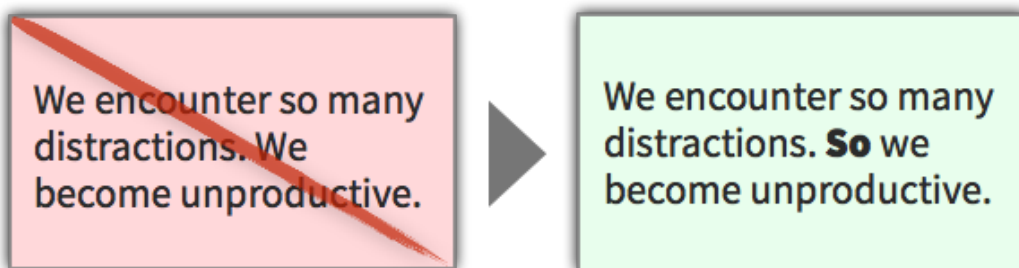 We encounter so many
distractions. We
become unproductive.
We encounter so many
distractions. So we
become unproductive.